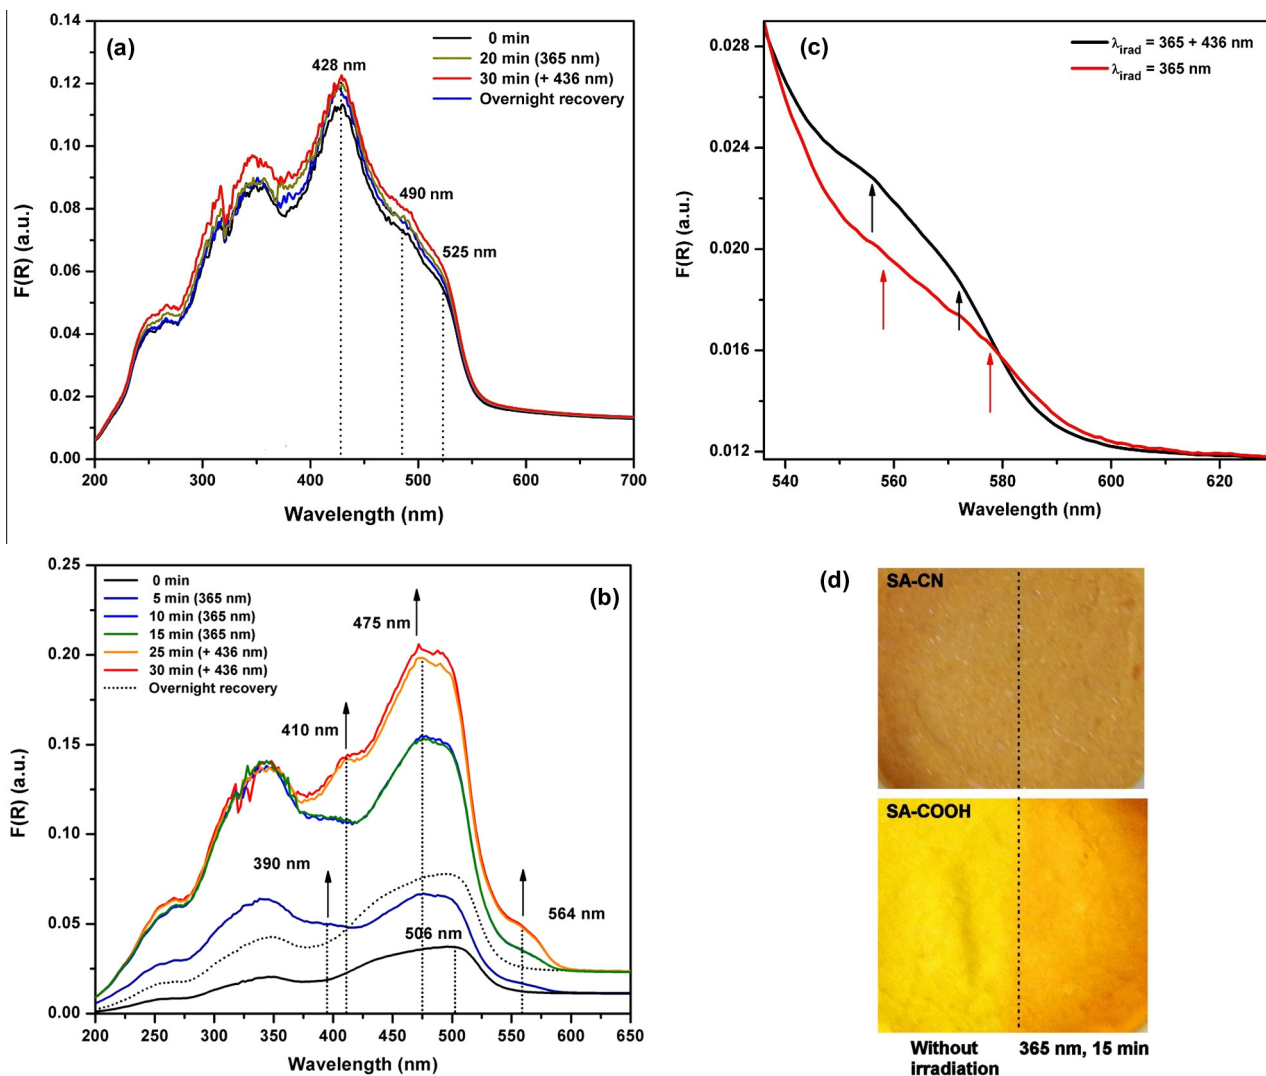 (a)
0 min
20 min (365 nm)
30 min (+ 436 nm)
Overnight recovery
428 nm
490 nm
525 nm
0.14
0.12
0.10
0.08
0.06
0.04
0.02
0.00
F(R) (a.u.)
200 300 400 500 600 700
Wavelength (nm)
(c)
λirad = 365 + 436 nm
λirad = 365 nm
0.028
0.024
0.020
0.016
0.012
F(R) (a.u.)
540 560 580 600 620
Wavelength (nm)
(b)
0 min
5 min (365 nm)
10 min (365 nm)
15 min (365 nm)
25 min (+ 436 nm)
30 min (+ 436 nm)
Overnight recovery
475 nm
410 nm
390 nm
506 nm
564 nm
0.25
0.20
0.15
0.10
0.05
0.00
F(R) (a.u.)
200 250 300 350 400 450 500 550 600 650
Wavelength (nm)
(d)
SA-CN
SA-COOH
Without 365 nm, 15 min
irradiation